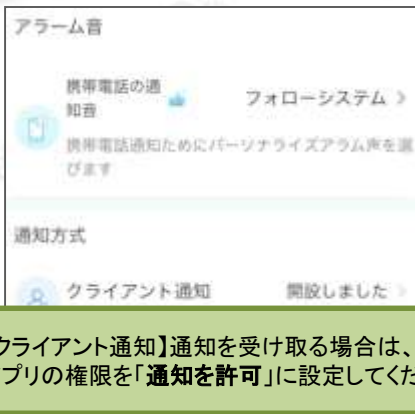 アラーム音
携帯電話の通
知音
フォローシステム >
携帯電話通知ためにパーソナライズアラム声を選
びます
通知方式
クライアント通知
開設しました >
クライアント通知】通知を受け取る場合は、
プリの権限を「通知を許可」に設定してくだ